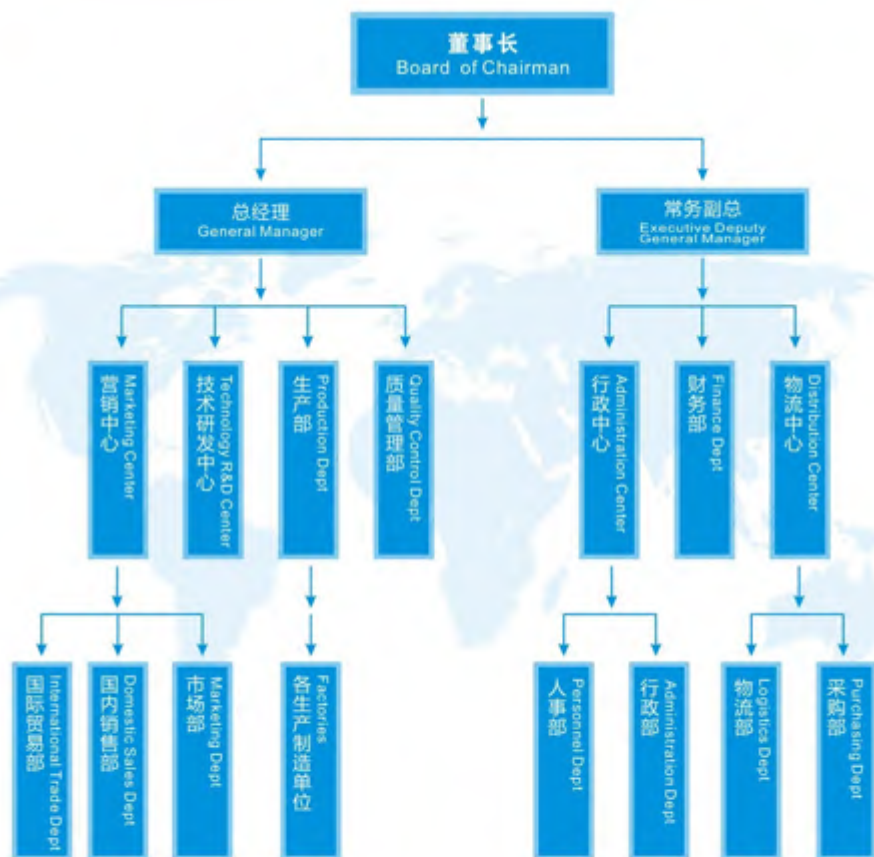 董事长
Board of Chairman
总经理
General Manager
常务副总
Executive Deputy
General Manager
Marketing Center
营销中心
Technology R&D Center
技术研发中心
Production Dept
生产部
Quality Control Dept
质量管理部
Administration Center
行政中心
Finance Dept
财务部
Distribution Center
物流中心
International Trade Dept
国际贸易部
Domestic Sales Dept
国内销售部
Marketing Dept
市场部
Factories
各生产制造单位
Personnel Dept
人事部
Administration Dept
行政部
Logistics Dept
物流部
Purchasing Dept
采购部